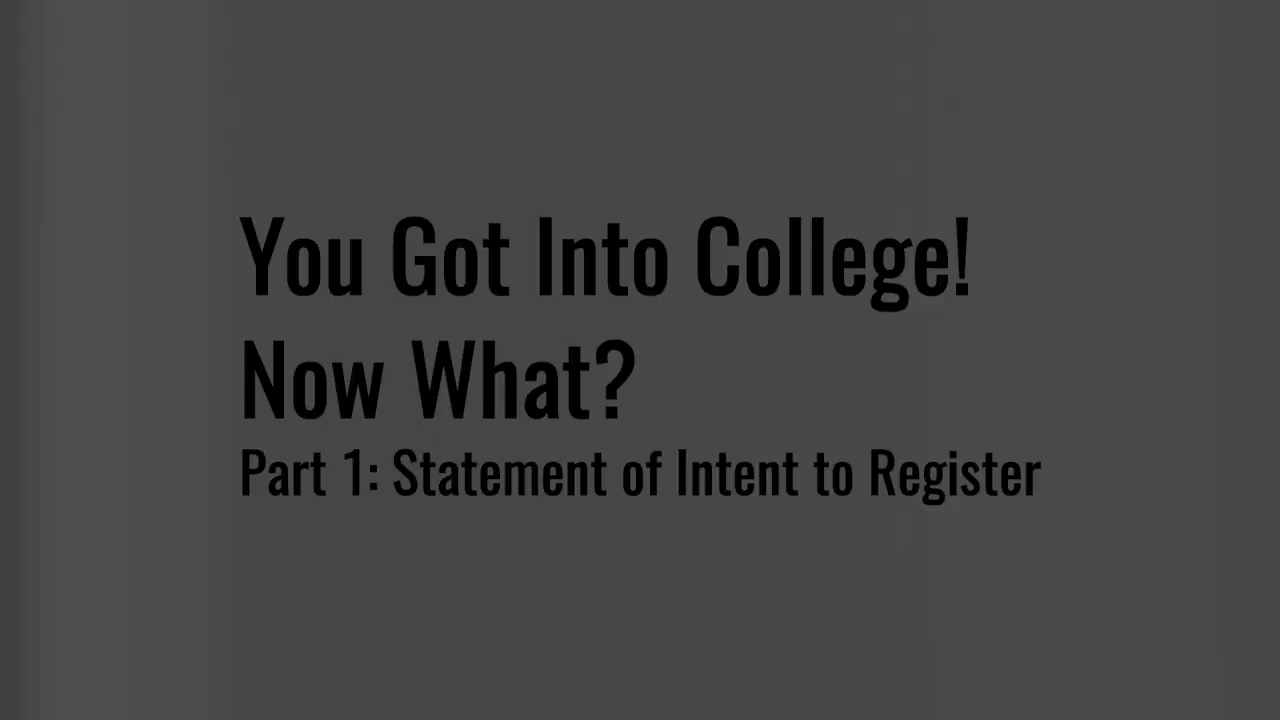 You Got Into College!
Now What?
Part 1: Statement of Intent to Register